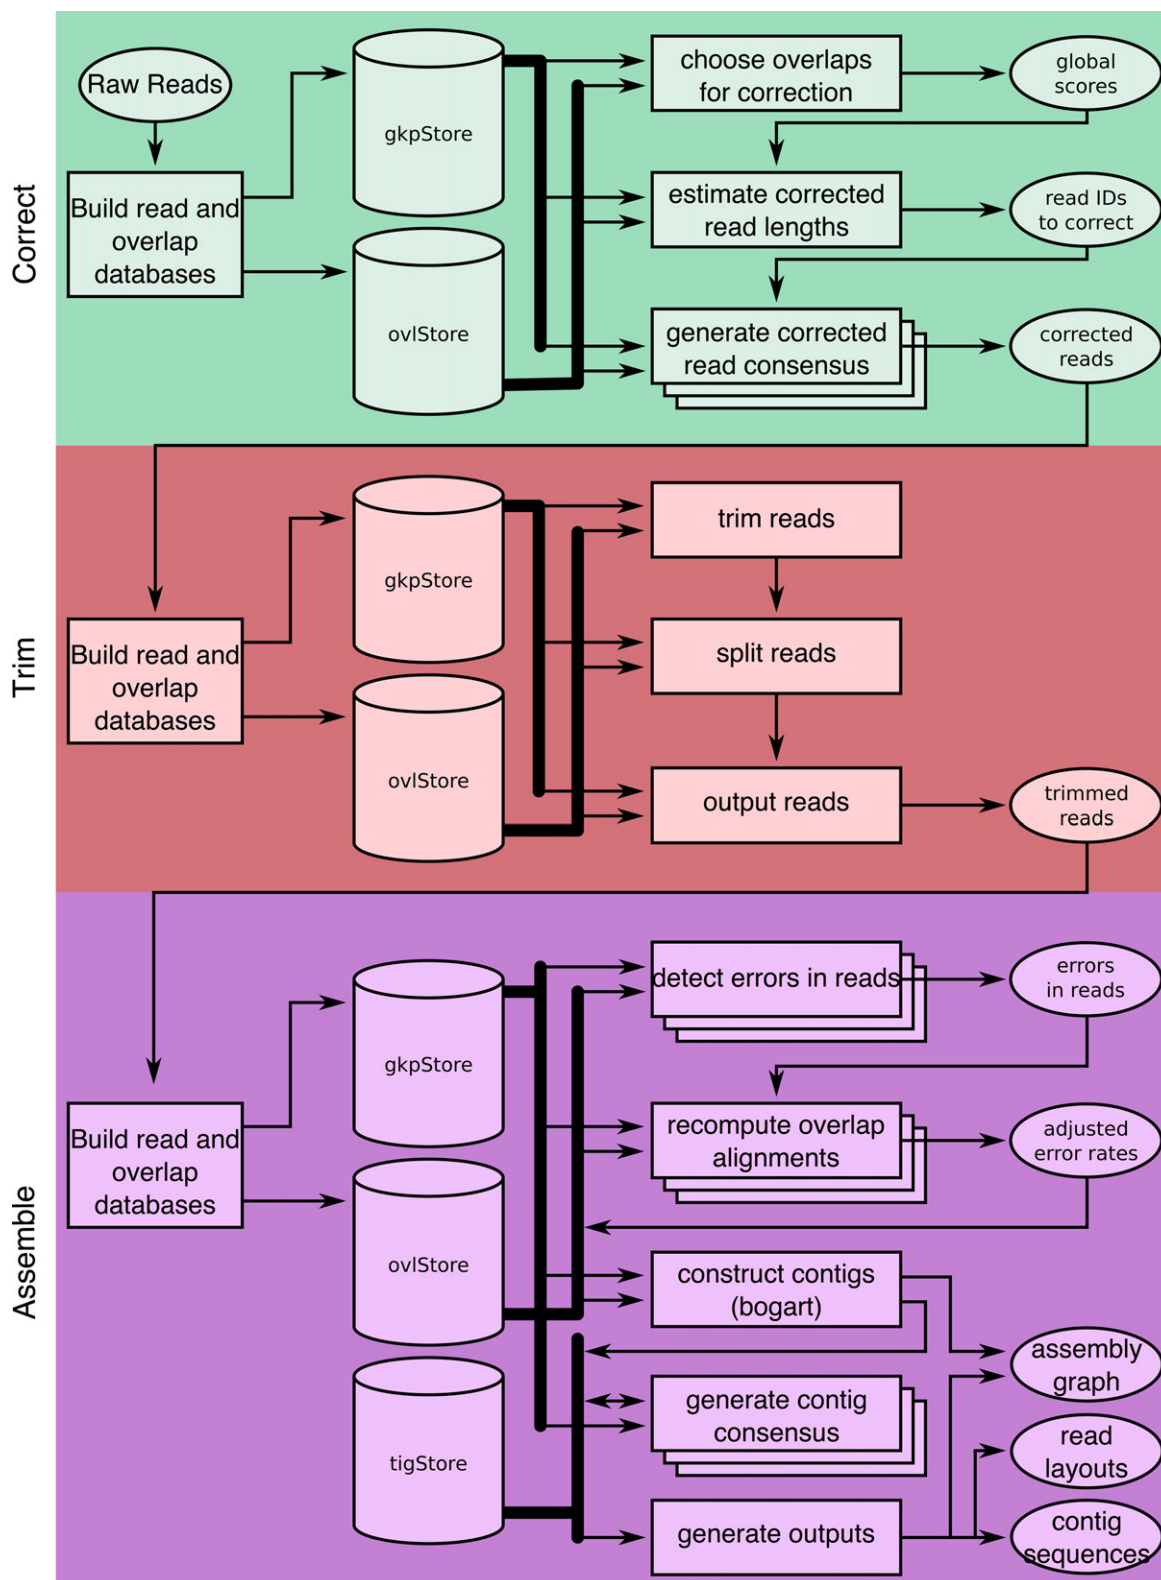 Correct
Raw Reads
Build read and
overlap
databases
gkpStore
ovlStore
choose overlaps
for correction
global
scores
estimate corrected
read lengths
read IDs
to correct
generate corrected
read consensus
corrected
reads
Trim
Build read and
overlap
databases
gkpStore
ovlStore
trim reads
split reads
output reads
trimmed
reads
Assemble
Build read and
overlap
databases
gkpStore
ovlStore
tigStore
detect errors in reads
errors
in reads
recompute overlap
alignments
adjusted
error rates
construct contigs
(bogart)
assembly
graph
generate contig
consensus
read
layouts
generate outputs
contig
sequences